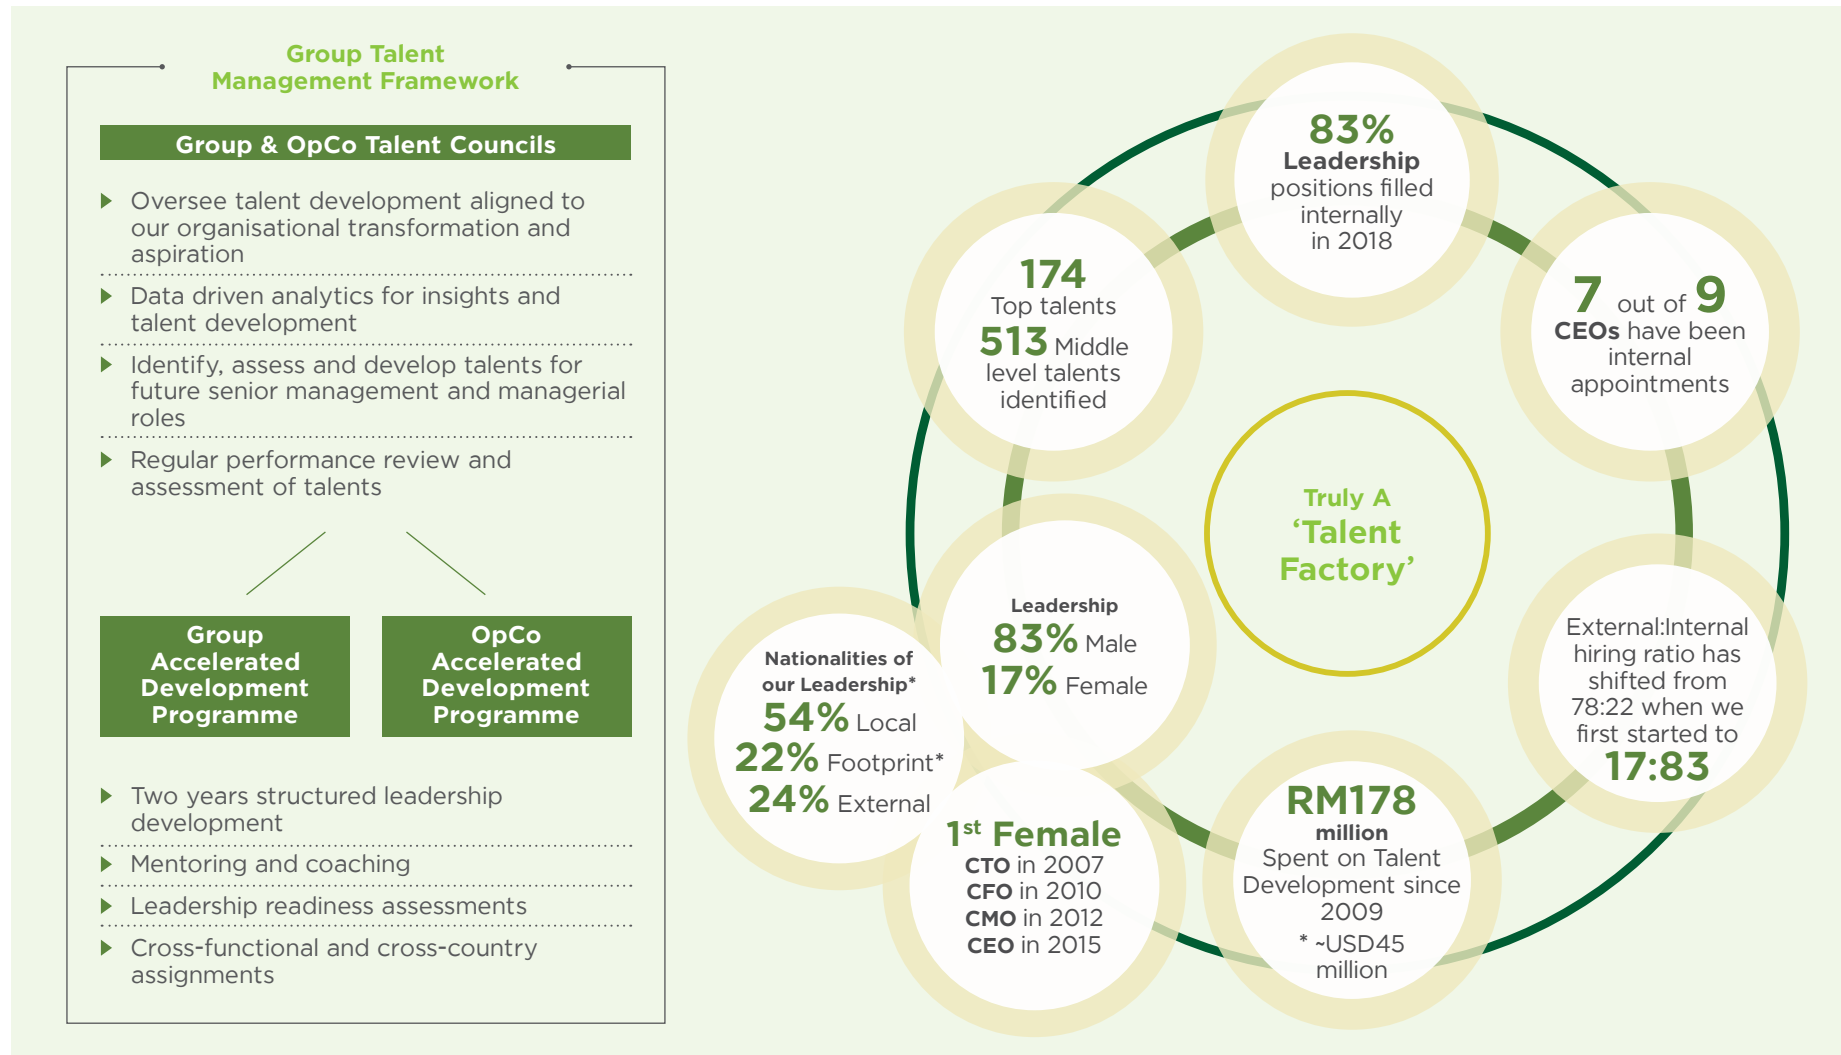 Group Talent
Management Framework
Group & OpCo Talent Councils
Oversee talent development aligned to
our organisational transformation and
aspiration
Data driven analytics for insights and
talent development
Identify, assess and develop talents for
future senior management and managerial
roles
Regular performance review and
assessment of talents
Group
Accelerated
Development
Programme
OpCo
Accelerated
Development
Programme
Two years structured leadership
development
Mentoring and coaching
Leadership readiness assessments
Cross-functional and cross-country
assignments
83%
Leadership
positions filled
internally
in 2018
7 out of 9
CEOs have been
internal
appointments
External:Internal
hiring ratio has
shifted from
78:22 when we
first started to
17:83
RM178
million
Spent on Talent
Development since
2009
* ~USD45
million
1st Female
CTO in 2007
CFO in 2010
CMO in 2012
CEO in 2015
Nationalities of
our Leadership*
54% Local
22% Footprint*
24% External
Leadership
83% Male
17% Female
174
Top talents
513 Middle
level talents
identified
Truly A
‘Talent
Factory’